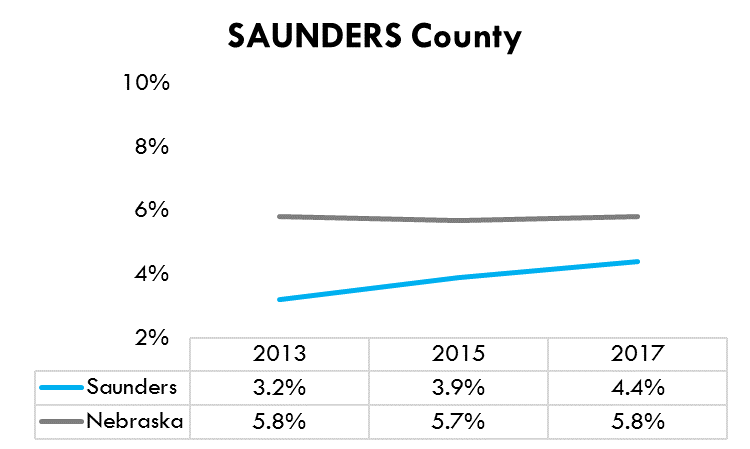 SAUNDERS County
10%
8%
6%
4%
2%
2013 2015 2017
Saunders 3.2% 3.9% 4.4%
Nebraska 5.8% 5.7% 5.8%